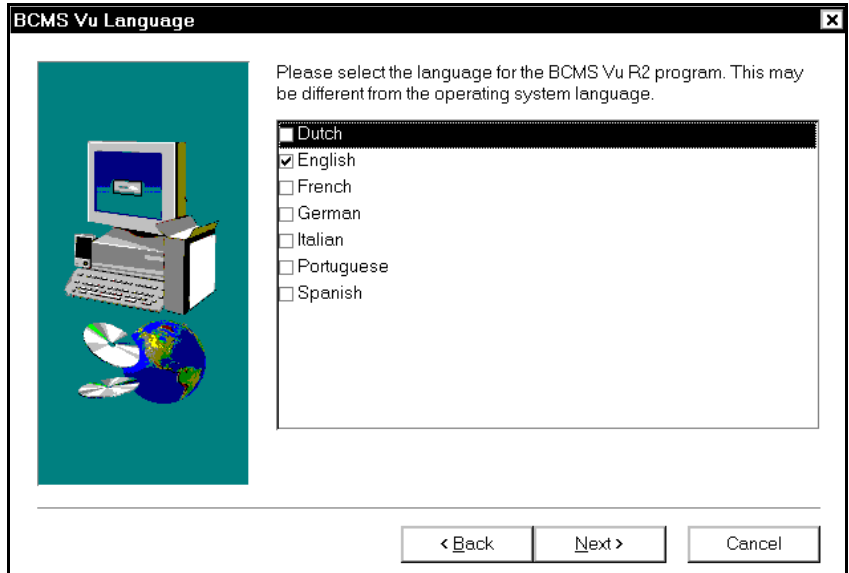 BCMS Vu Language
Please select the language for the BCMS Vu R2 program. This may
be different from the operating system language.
Dutch
English
French
German
Italian
Portuguese
Spanish
< Back
Next >
Cancel